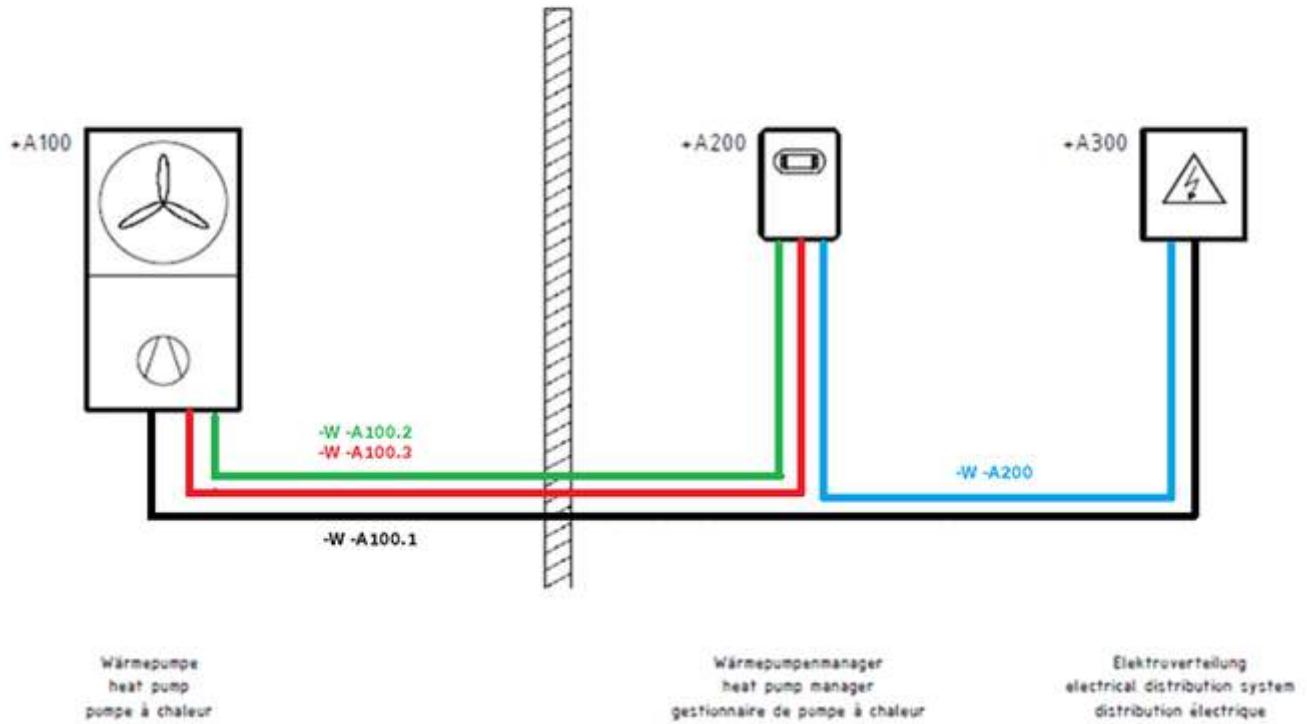 +A100
+A200
+A300
-W -A100.2
-W -A100.3
-W -A200
-W -A100.1
Wärmepumpe
heat pump
pompe à chaleur
Wärmepumpenmanager
heat pump manager
gestionnaire de pompe à chaleur
Elektroverteilung
electrical distribution system
distribution électrique